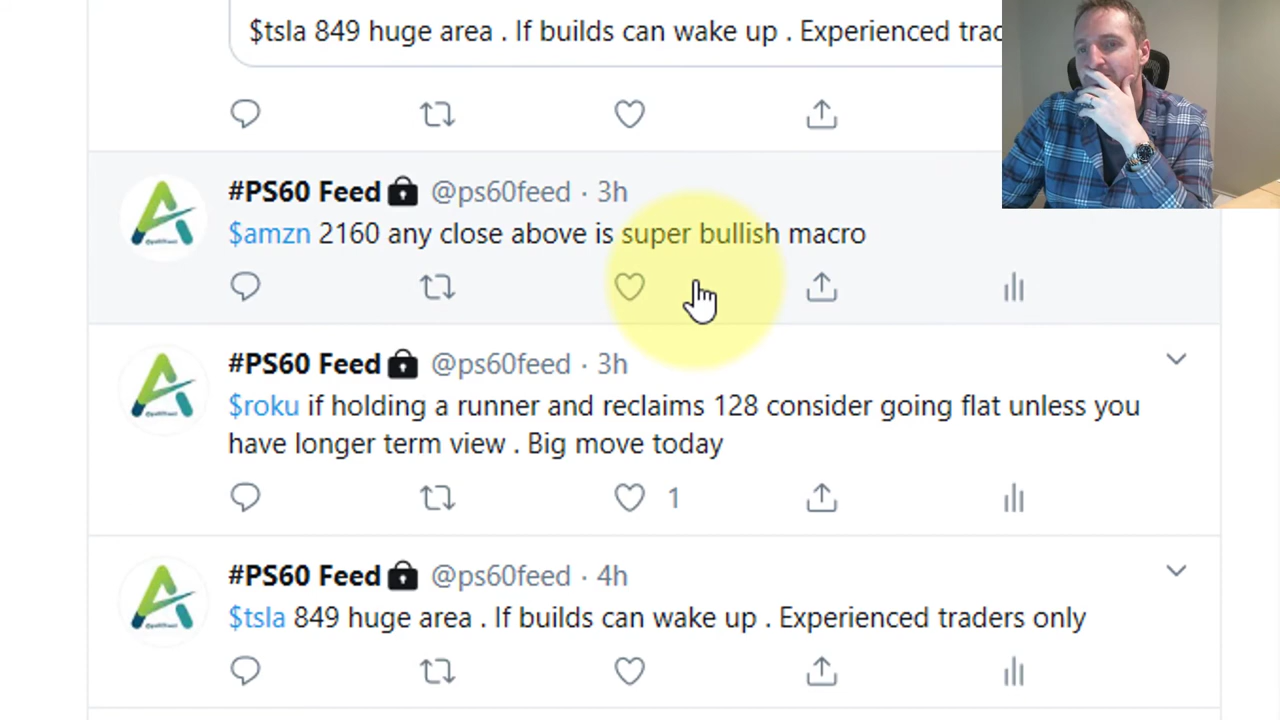 $tsla 849 huge area . If builds can wake up . Experienced
#PS60 Feed @ps60feed · 3h
$amzn 2160 any close above is super bullish macro
#PS60 Feed @ps60feed · 3h
$roku if holding a runner and reclaims 128 consider going flat unless you
have longer term view . Big move today
1
#PS60 Feed @ps60feed · 4h
$tsla 849 huge area . If builds can wake up . Experienced traders only